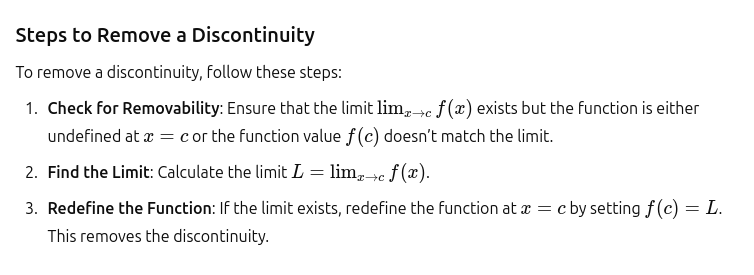 Steps to Remove a Discontinuity
To remove a discontinuity, follow these steps:
1. Check for Removability: Ensure that the limit lim_{x→c} f(x) exists but the function is either
undefined at x = c or the function value f(c) doesn’t match the limit.
2. Find the Limit: Calculate the limit L = lim_{x→c} f(x).
3. Redefine the Function: If the limit exists, redefine the function at x = c by setting f(c) = L.
This removes the discontinuity.